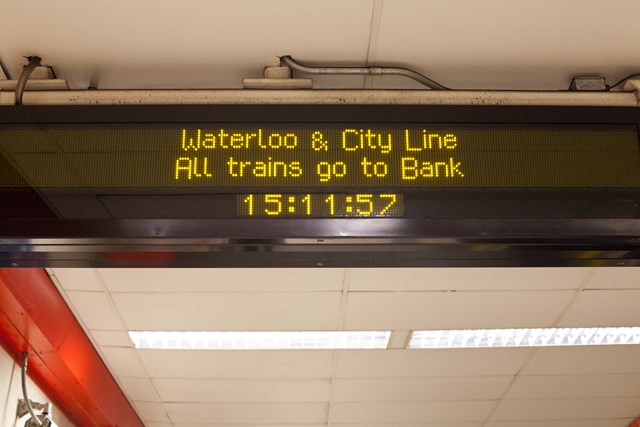 Waterloo & City Line
All trains go to Bank
15:11:57